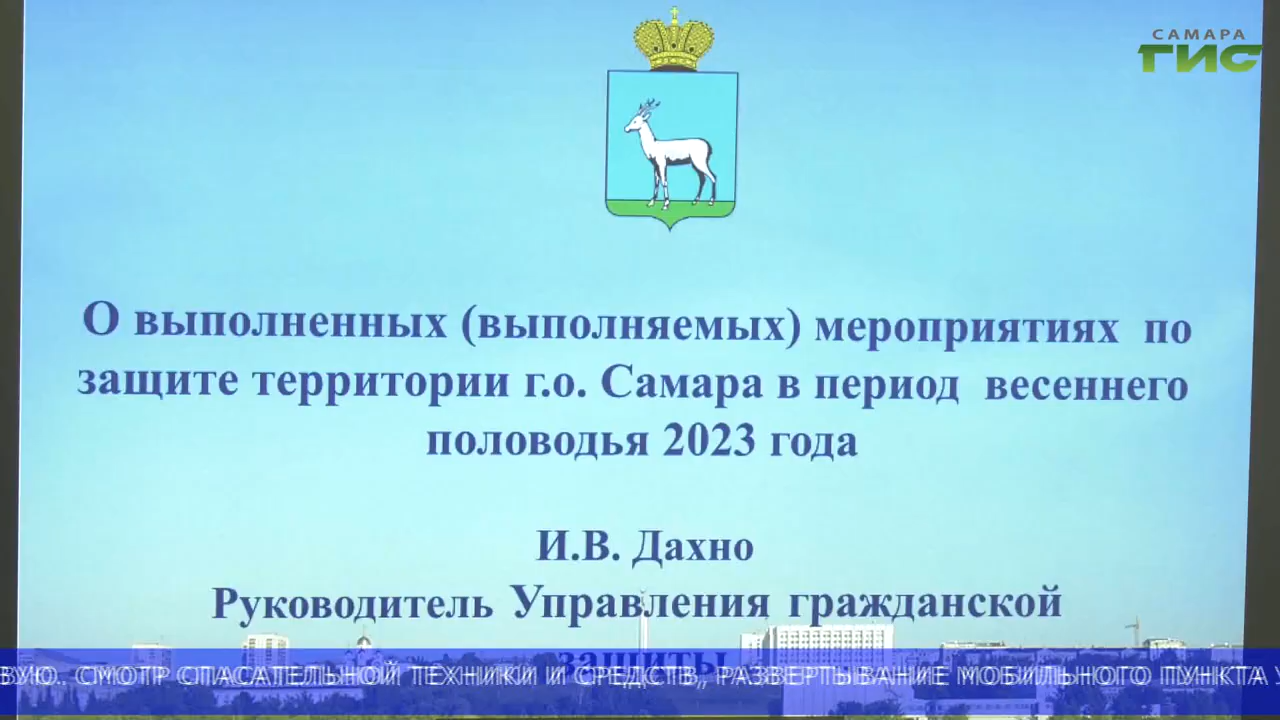 САМАРА
ГИС
О выполненных (выполняемых) мероприятиях по
защите территории г.о. Самара в период весеннего
половодья 2023 года
И.В. Дахно
Руководитель Управления гражданской
защиты
ВУЮ. СМОТР СПАСАТЕЛЬНОЙ ТЕХНИКИ И СРЕДСТВ, РАЗВЕРТЫВАНИЕ МОБИЛЬНОГО ПУНКТА У